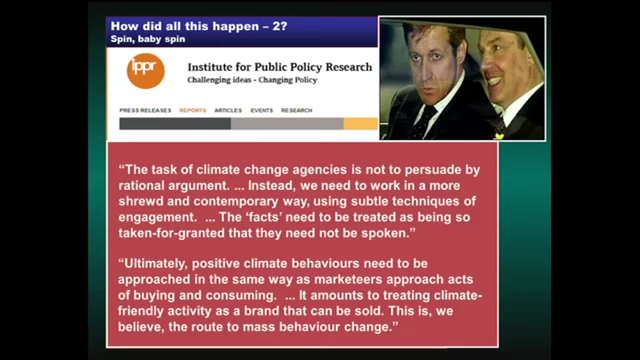 How did all this happen – 2?
Spin, baby spin
ippr
Institute for Public Policy Research
Challenging ideas - Changing Policy
PRESS RELEASES REPORTS ARTICLES EVENTS RESEARCH
“The task of climate change agencies is not to persuade by
rational argument. ... Instead, we need to work in a more
shrewd and contemporary way, using subtle techniques of
engagement. ... The ‘facts’ need to be treated as being so
taken-for-granted that they need not be spoken.”
“Ultimately, positive climate behaviours need to be
approached in the same way as marketeers approach acts
of buying and consuming. ... It amounts to treating climate-
friendly activity as a brand that can be sold. This is, we
believe, the route to mass behaviour change.”